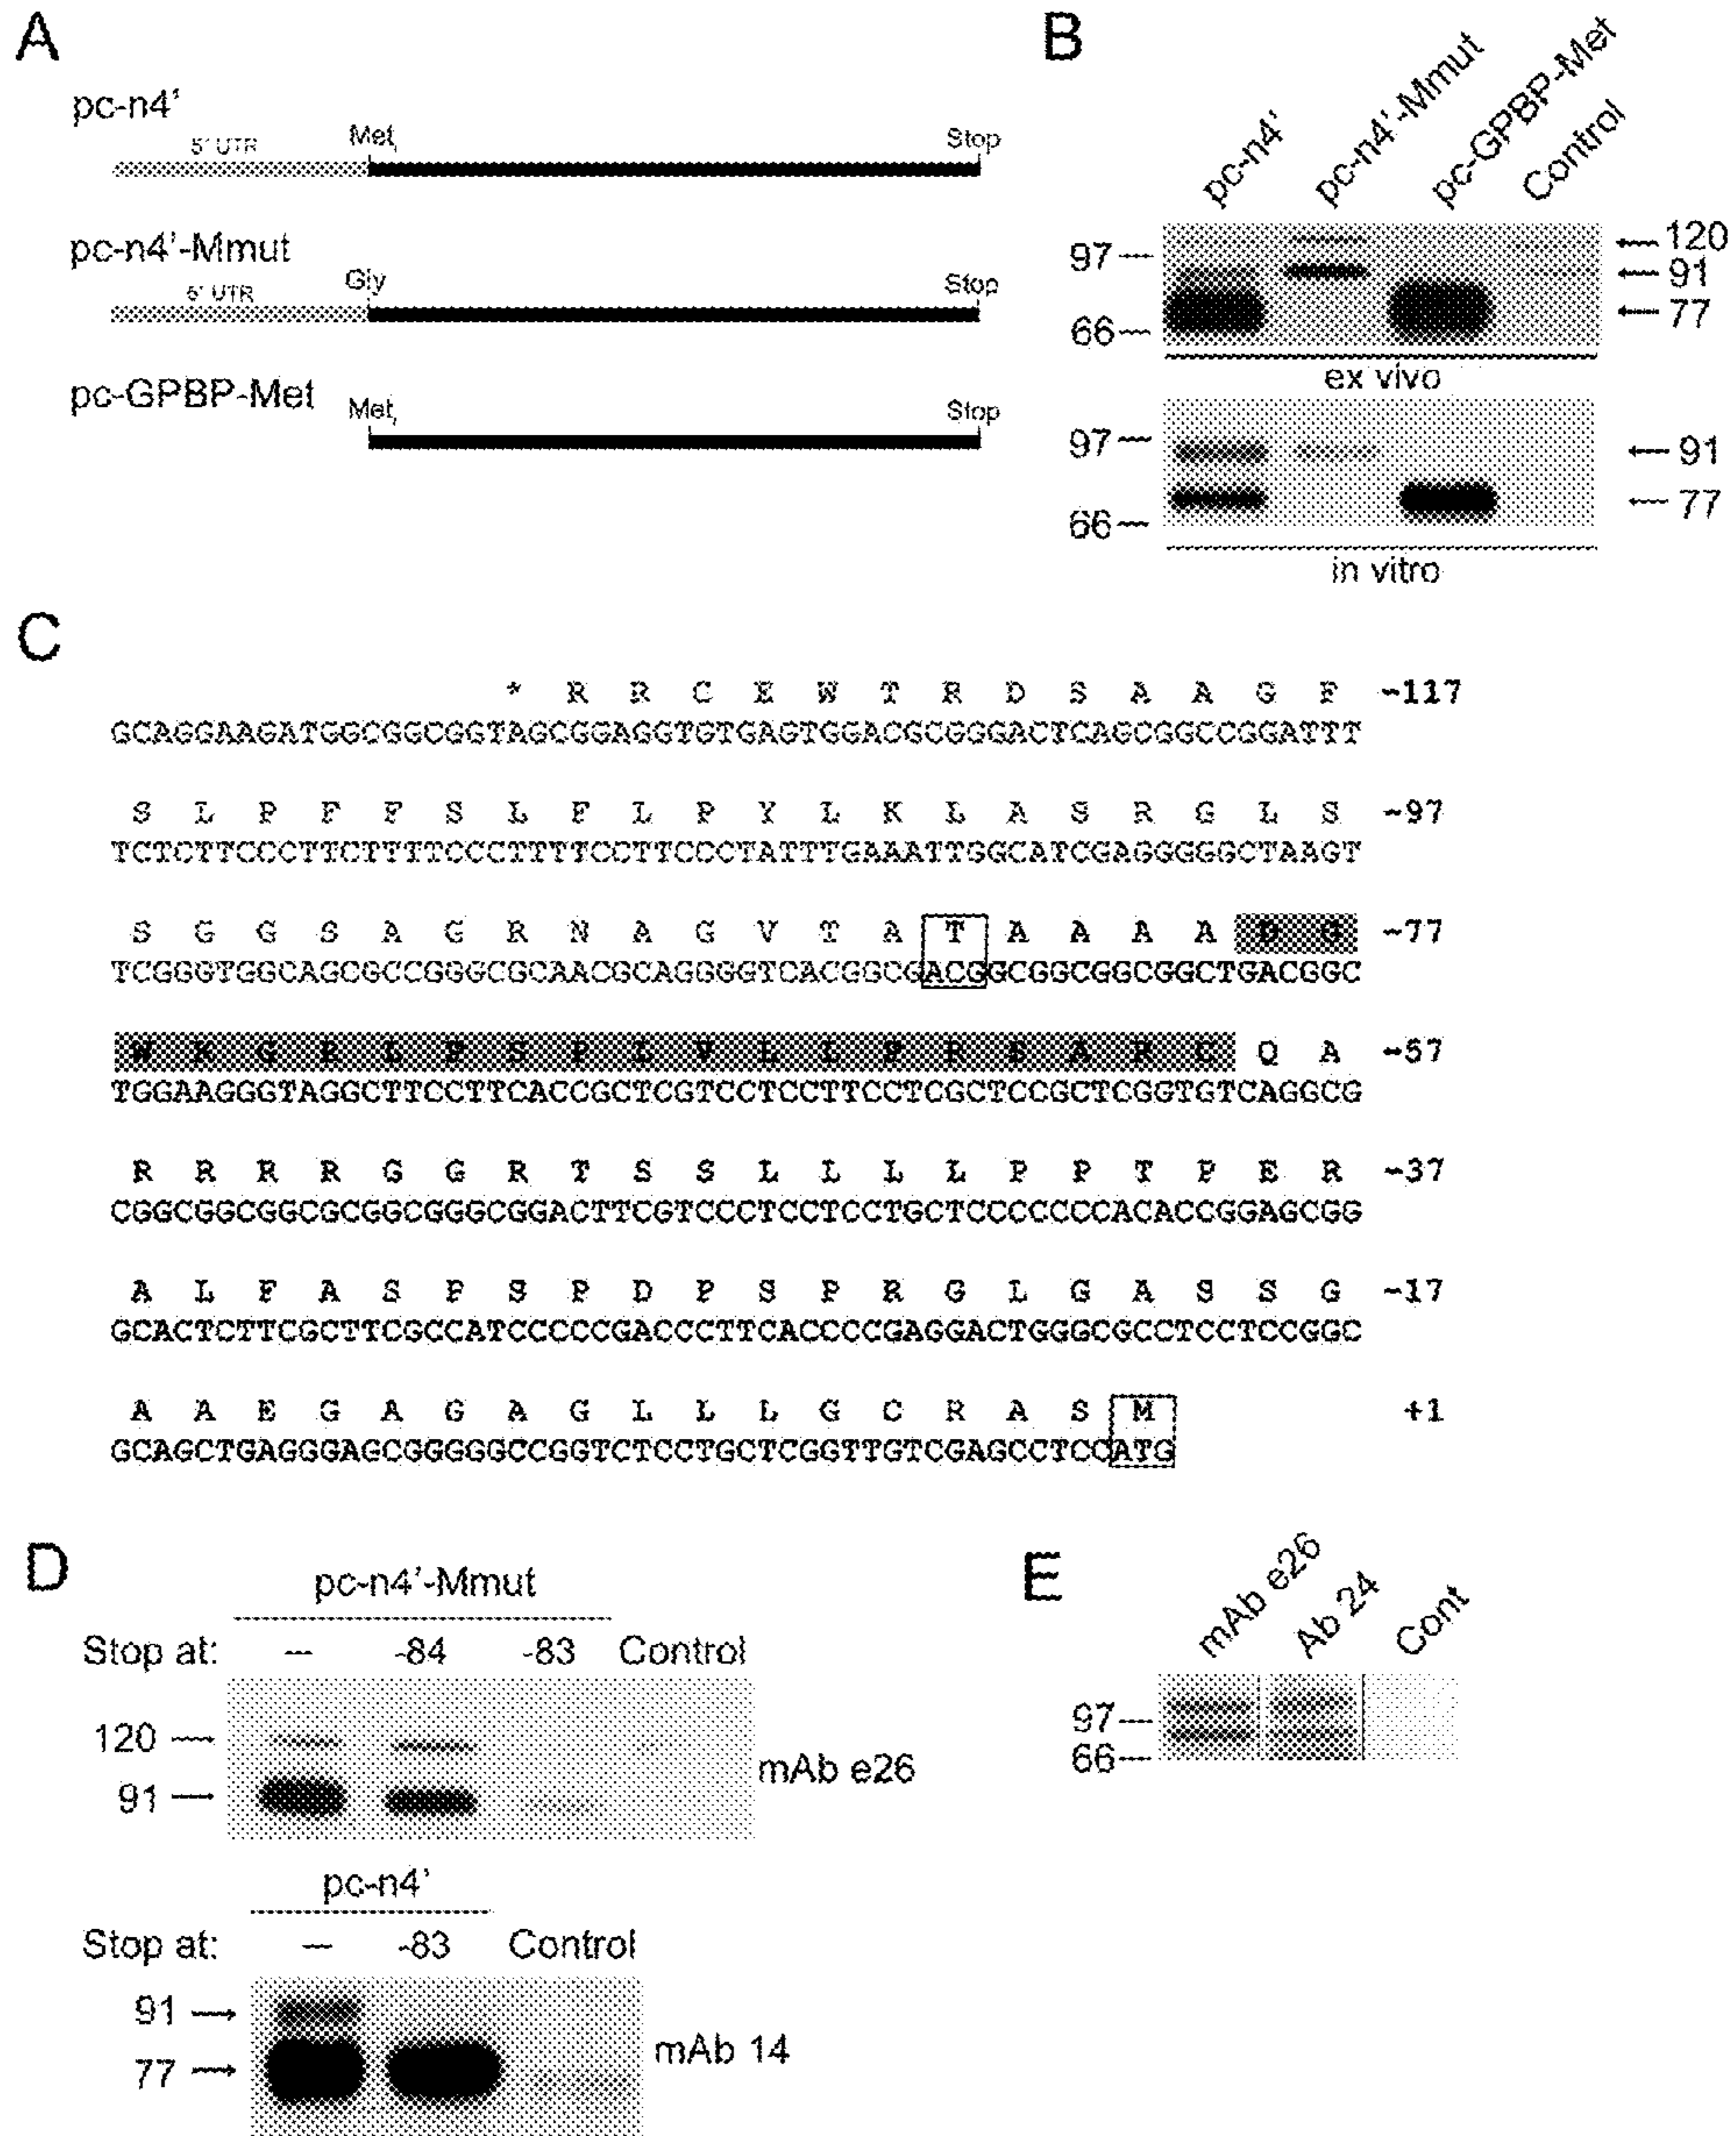 A
pc-n4'
5' UTR
Met,
Stop
pc-n4'-Mmut
5' UTR
Gly
Stop
pc-GPBP-Met
Met,
Stop
B
pc-n4' pc-n4'-Mmut pc-GPBP-Met Control
97 120
91
66 77
ex vivo
97 91
66 77
in vitro
C
* R R C E W T R D S A A G F -117
GCAGGAAGATGGCGGCGGTAGCGGAGGTGTGAGTGGACGCGGGACTCAGCGGCCGGATTT
S L P F F S L F L P Y L K L A S R G L S -97
TCTCTTCCCTTCTTTTCCCTTTTCCTTCCCTATTTGAAATTGGCATCGAGGGGGCTAAGT
S G G S A G R N A G V T A T A A A A D G -77
TCGGGTGGCAGCGCCGGGCGCAACGCAGGGGTCACGGCGACGGCGGCGGCGGCTGACGGC
W K G R L P S P L V L L P R S A R C Q A -57
TGGAAGGGTAGGCTTCCTTCACCGCTCGTCCTCCTTCCTCGCTCCGCTCGGTGTCAGGCG
R R R R G G R T S S L L L L P P T P E R -37
CGGCGGCGGCGCGGCGGGCGGACTTCGTCCCTCCTCCTGCTCCCCCCCACACCGGAGCGG
A L F A S P S P D P S P R G L G A S S G -17
GCACTCTTCGCTTCGCCATCCCCCGACCCTTCACCCCGAGGACTGGGCGCCTCCTCCGGC
A A E G A G A G L L L G C R A S M +1
GCAGCTGAGGGAGCGGGGGCCGGTCTCCTGCTCGGTTGTCGAGCCTCCATG
D
pc-n4'-Mmut
Stop at: --- -84 -83 Control
120
91
mAb e26
pc-n4'
Stop at: --- -83 Control
91
77
mAb 14
E
mAb e26 Ab 24 Cont
97
66